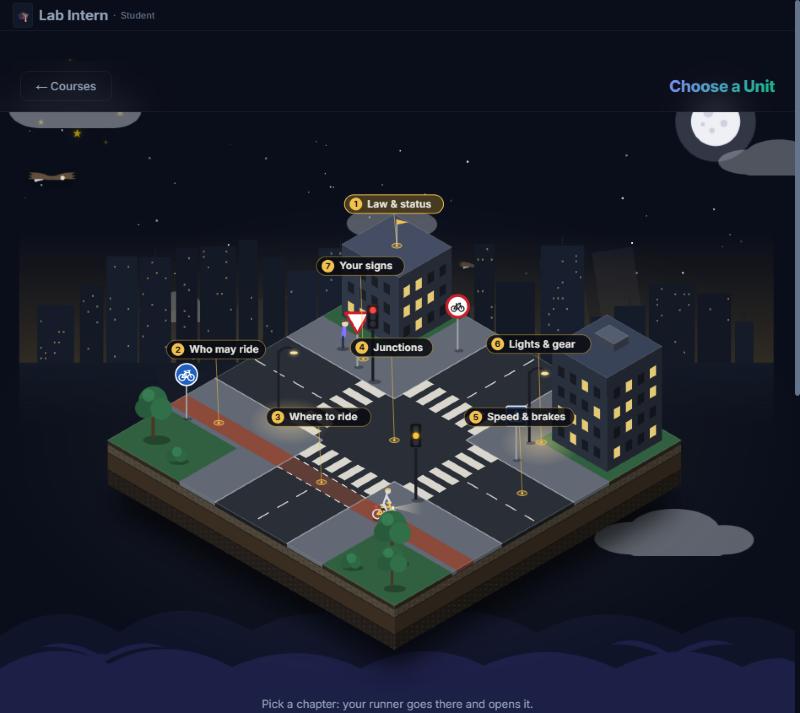 Lab Intern · Student
← Courses
Choose a Unit
1 Law & status
7 Your signs
2 Who may ride
4 Junctions
6 Lights & gear
3 Where to ride
5 Speed & brakes
Pick a chapter: your runner goes there and opens it.